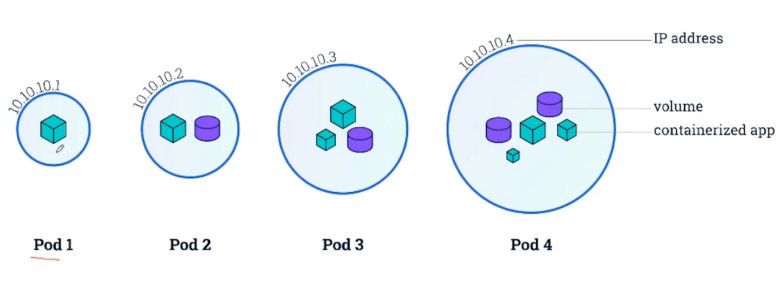 10.10.10.1
10.10.10.2
10.10.10.3
10.10.10.4
IP address
volume
containerized app
Pod 1
Pod 2
Pod 3
Pod 4